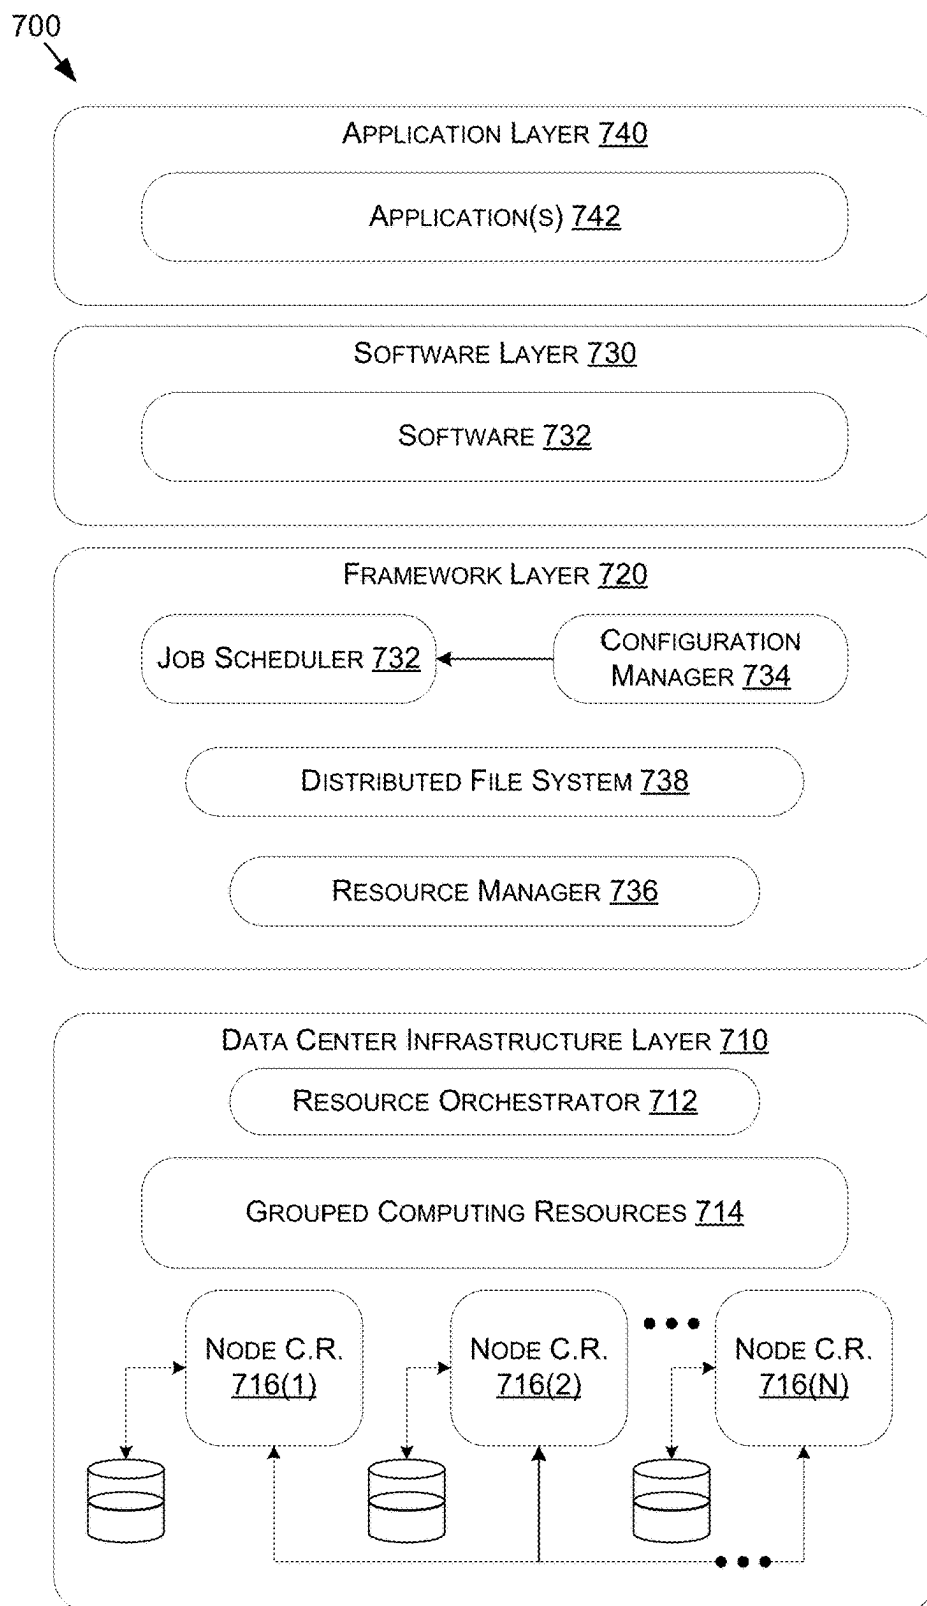 700
APPLICATION LAYER 740
APPLICATION(S) 742
SOFTWARE LAYER 730
SOFTWARE 732
FRAMEWORK LAYER 720
JOB SCHEDULER 732
CONFIGURATION
MANAGER 734
DISTRIBUTED FILE SYSTEM 738
RESOURCE MANAGER 736
DATA CENTER INFRASTRUCTURE LAYER 710
RESOURCE ORCHESTRATOR 712
GROUPED COMPUTING RESOURCES 714
NODE C.R.
716(1)
NODE C.R.
716(2)
NODE C.R.
716(N)